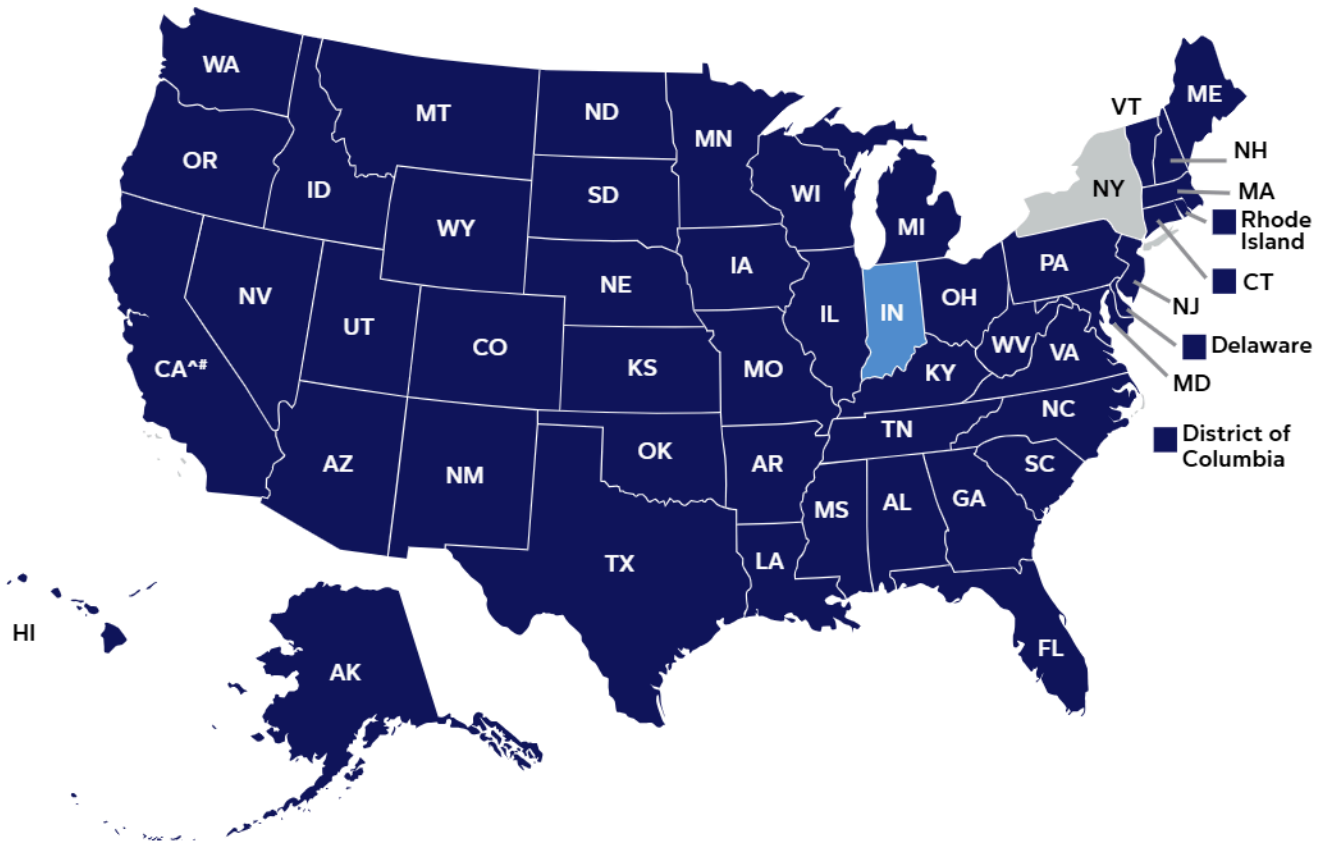 WA
OR
CA^#
NV
ID
MT
WY
UT
CO
AZ
NM
ND
SD
NE
KS
OK
TX
MN
IA
MO
AR
LA
WI
IL
MI
IN
OH
KY
TN
MS
AL
GA
FL
SC
NC
VA
WV
PA
NY
VT
ME
NH
MA
Rhode
Island
CT
NJ
Delaware
MD
District of
Columbia
HI
AK